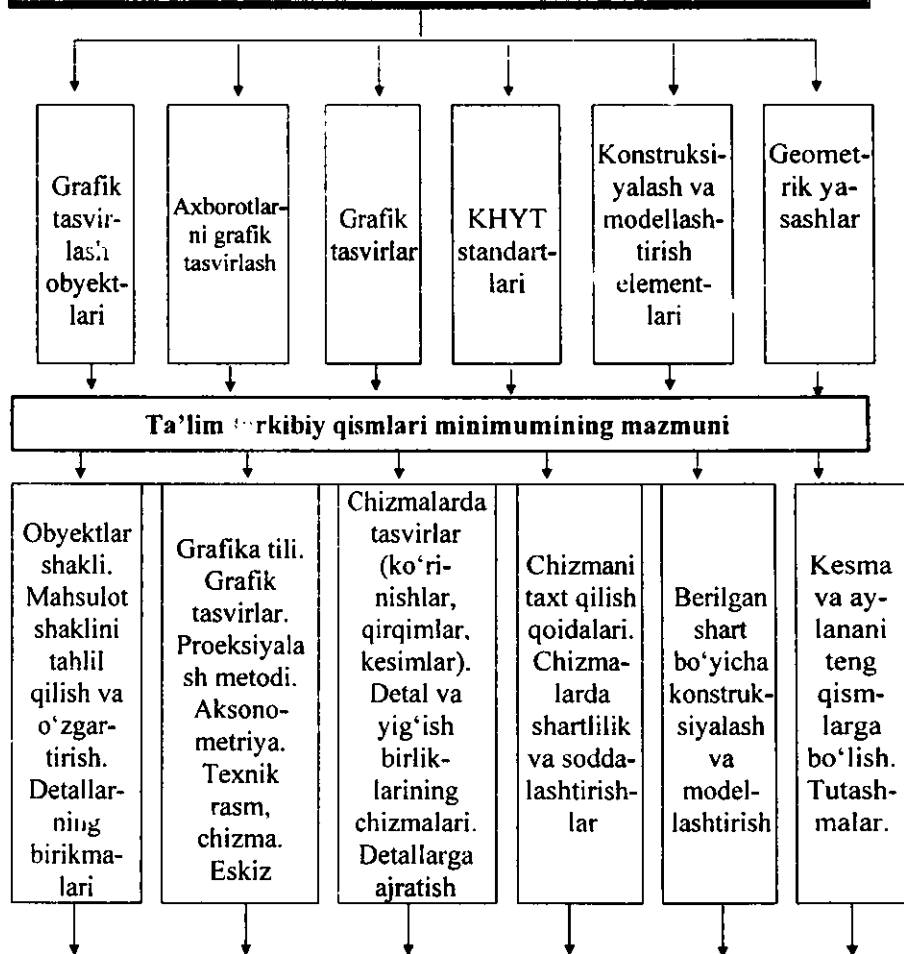 Grafik
tasvir-
lash
obyekt-
lari
Axborotlar-
ni grafik
tasvirlash
Grafik
tasvirlar
KHYT
standart-
lari
Konstruksi-
yalash va
modellash-
tirish
element-
lari
Geomet-
rik ya-
sashlar
Ta’lim tarkibiy qismlari minimumining mazmuni
Obyektlar
shakli.
Mahsulot
shaklini
tahlil
qilish va
o‘zgar-
tirish.
Detallar-
ning
birikma-
lari
Grafika tili.
Grafik
tasvirlar.
Proeksiyala
sh metodi.
Aksono-
metriya.
Texnik
rasm,
chizma.
Eskiz
Chizmalarda
tasvirlar
(ko‘ri-
nishlar,
qirqimlar,
kesimlar).
Detal va
yig‘ish
birlik-
larining
chizmalari.
Detallarga
ajratish
Chizmani
taxt qilish
qoidalari.
Chizma-
larda
shartlilik
va sodda-
lashtirish-
lar
Berilgan
shart
bo‘yicha
konstruk-
siyalash
va
model-
lashtirish
Kesma
va ay-
lanani
teng
qism-
larga
bo‘lish.
Tutash-
malar.